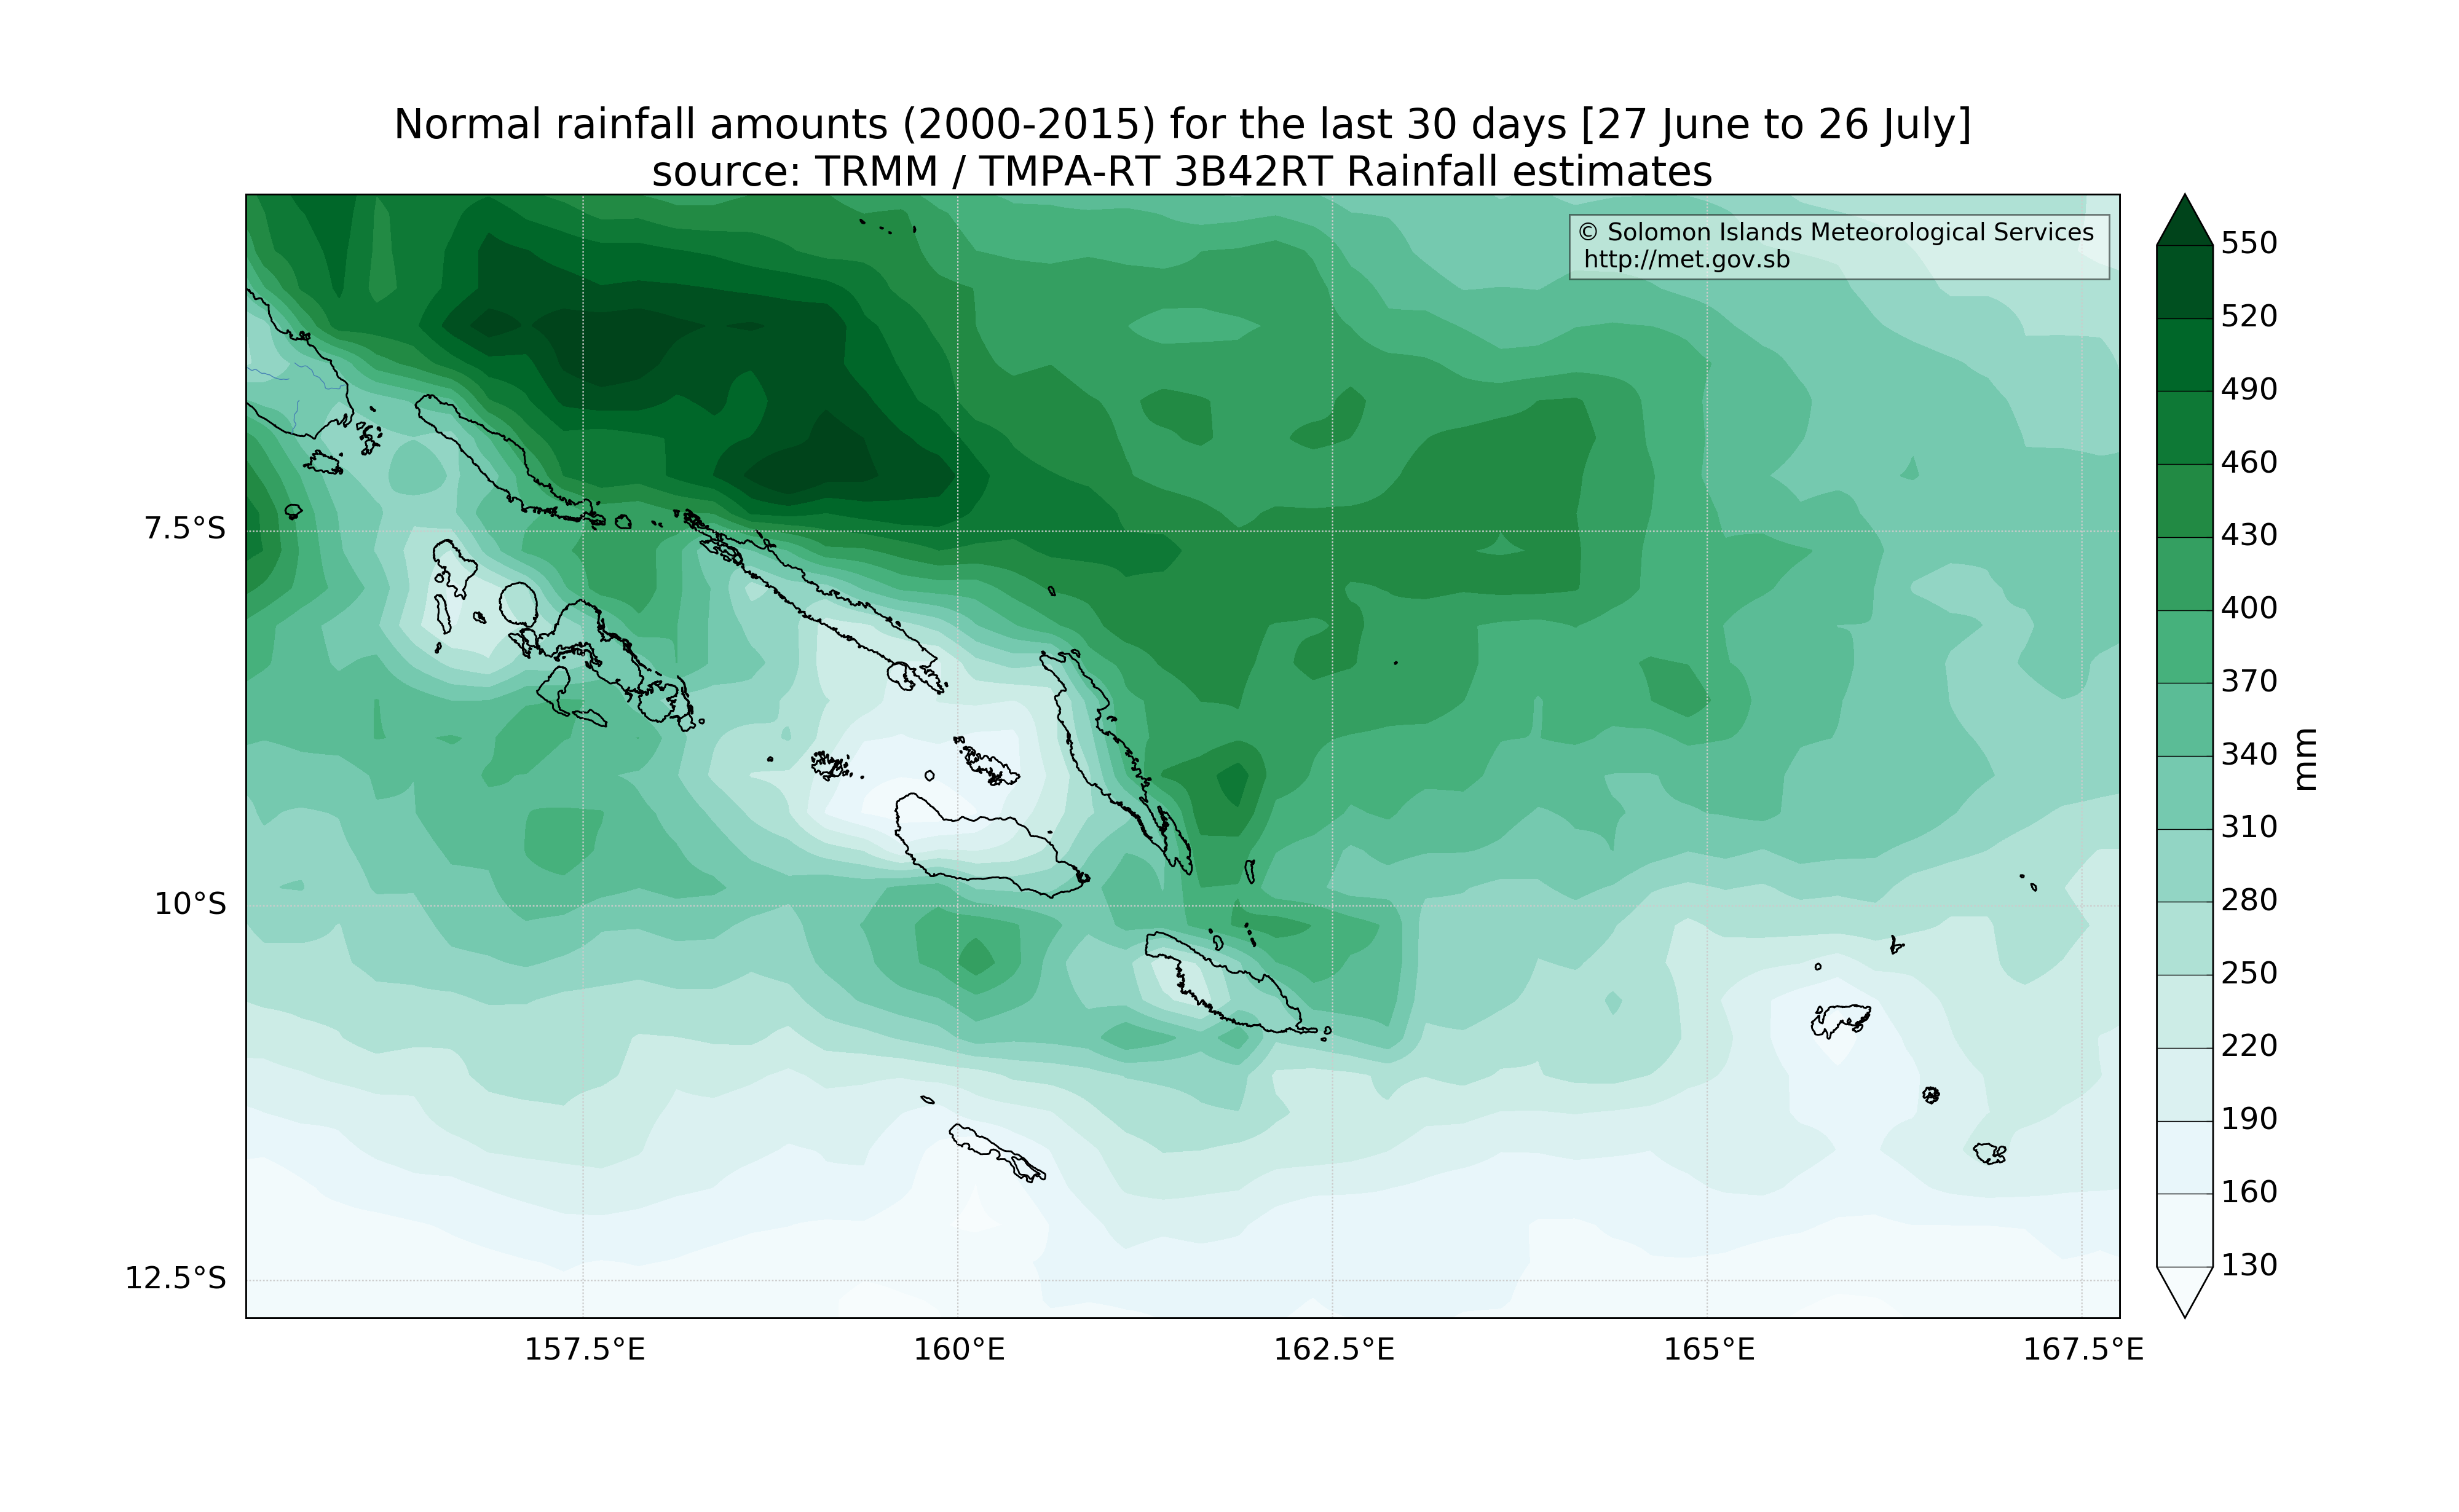 Normal rainfall amounts (2000-2015) for the last 30 days [27 June to 26 July]
source: TRMM / TMPA-RT 3B42RT Rainfall estimates
© Solomon Islands Meteorological Services
http://met.gov.sb
7.5°S
10°S
12.5°S
157.5°E
160°E
162.5°E
165°E
167.5°E
550
520
490
460
430
400
370
340
310
280
250
220
190
160
130
mm